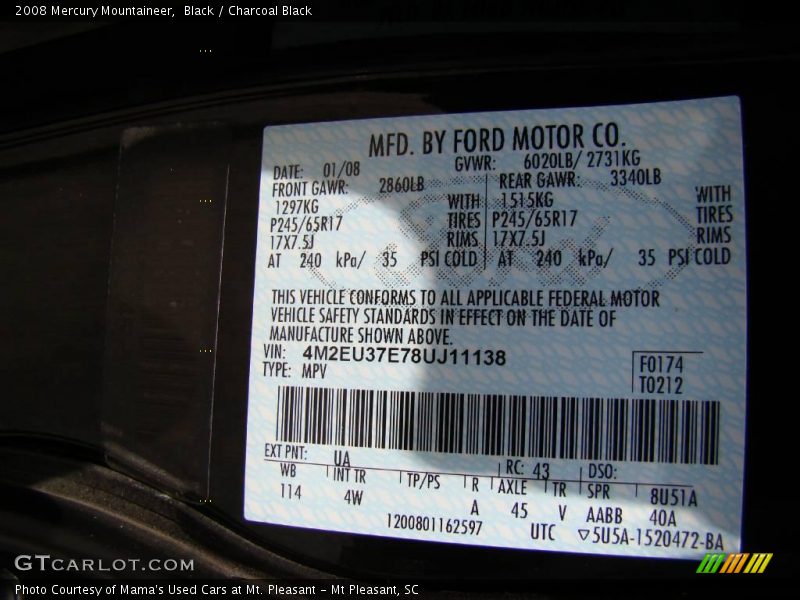 2008 Mercury Mountaineer, Black / Charcoal Black
MFD. BY FORD MOTOR CO.
DATE: 01/08 GVWR: 6020LB/ 2731KG
FRONT GAWR: 2860LB REAR GAWR: 3340LB
1297KG WITH 1515KG WITH
P245/65R17 TIRES P245/65R17 TIRES
17X7.5J RIMS 17X7.5J RIMS
AT 240 kPa/ 35 PSI COLD AT 240 kPa/ 35 PSI COLD
THIS VEHICLE CONFORMS TO ALL APPLICABLE FEDERAL MOTOR
VEHICLE SAFETY STANDARDS IN EFFECT ON THE DATE OF
MANUFACTURE SHOWN ABOVE.
VIN: 4M2EU37E78UJ11138
TYPE: MPV
F0174
T0212
EXT PNT: UA RC: 43 DSO:
WB INT TR TP/PS R AXLE TR SPR 8U51A
114 4W A 45 V AABB 40A
1200801162597 UTC ▽5U5A-1520472-BA
GTCARLOT.COM
Photo Courtesy of Mama's Used Cars at Mt. Pleasant - Mt Pleasant, SC